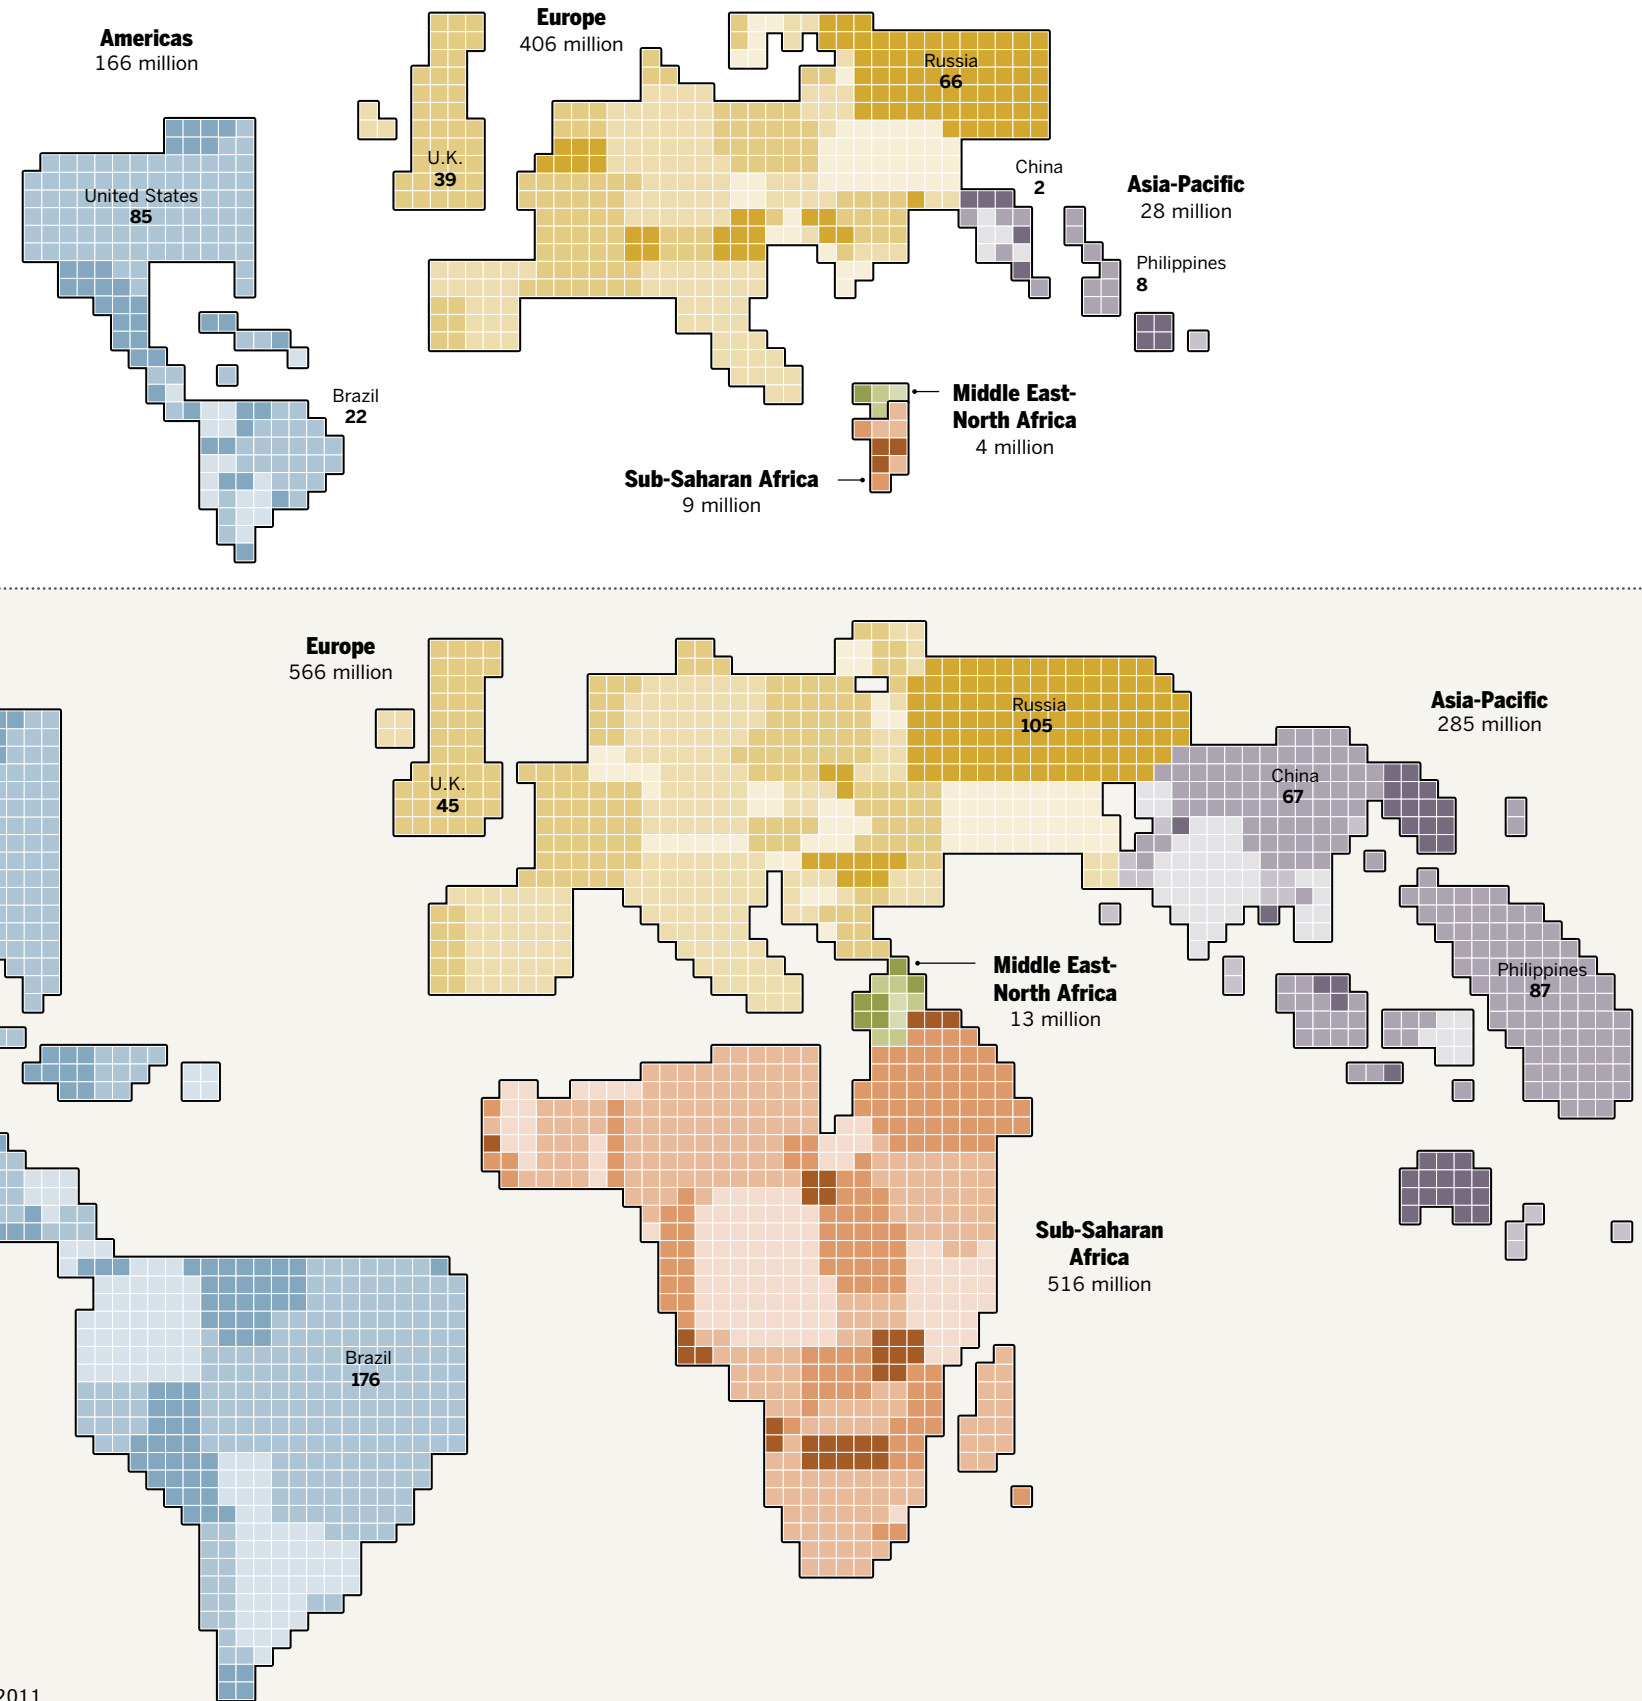 Americas
166 million
Europe
406 million
Russia
66
U.K.
39
United States
85
China
2
Asia-Pacific
28 million
Philippines
8
Brazil
22
Middle East-
North Africa
4 million
Sub-Saharan Africa
9 million
Europe
566 million
Russia
105
Asia-Pacific
285 million
U.K.
45
China
67
Middle East-
North Africa
13 million
Philippines
87
Sub-Saharan
Africa
516 million
Brazil
176
2011